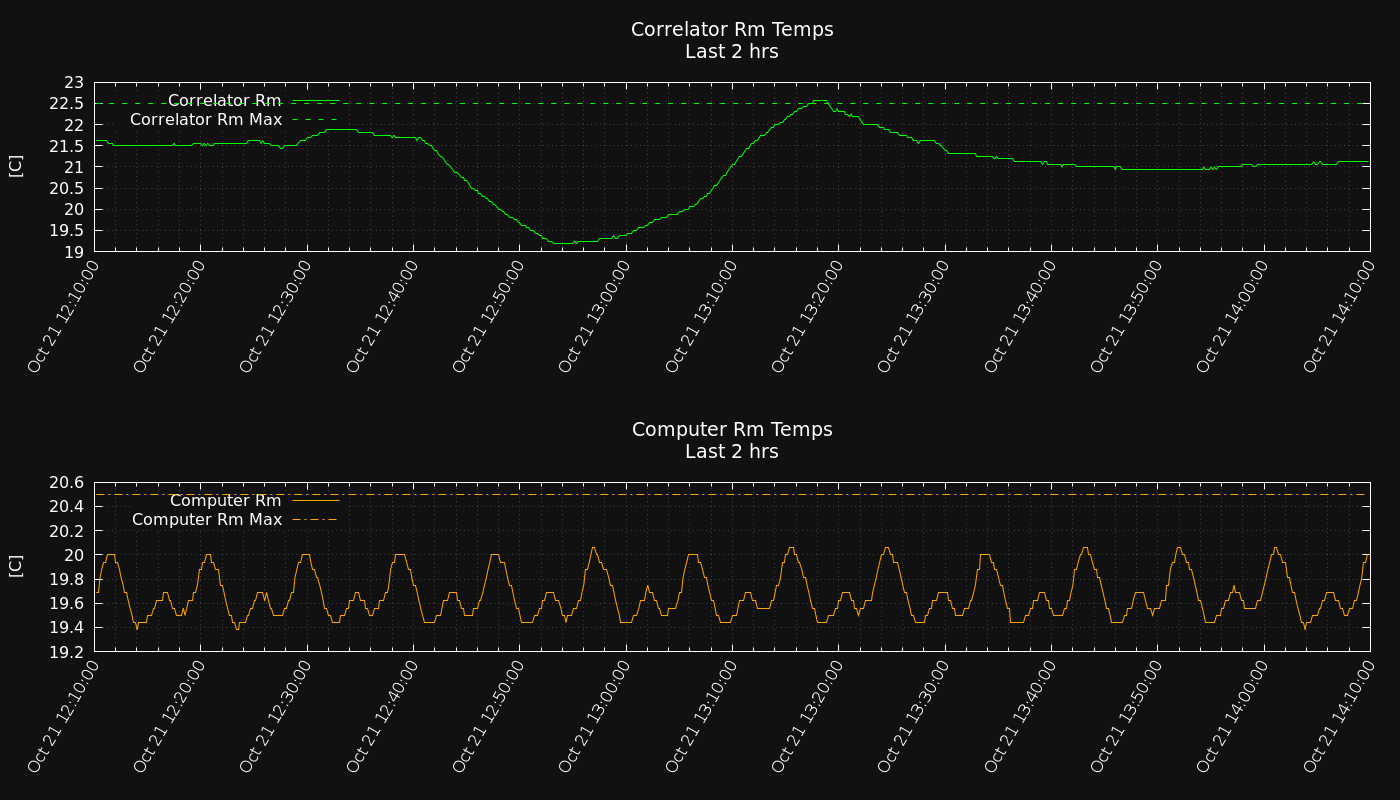 Correlator Rm Temps
Last 2 hrs
23
22.5
22
21.5
21
20.5
20
19.5
19
[C]
Correlator Rm
Correlator Rm Max
Oct 21 12:10:00
Oct 21 12:20:00
Oct 21 12:30:00
Oct 21 12:40:00
Oct 21 12:50:00
Oct 21 13:00:00
Oct 21 13:10:00
Oct 21 13:20:00
Oct 21 13:30:00
Oct 21 13:40:00
Oct 21 13:50:00
Oct 21 14:00:00
Oct 21 14:10:00
Computer Rm Temps
Last 2 hrs
20.6
20.4
20.2
20
19.8
19.6
19.4
19.2
[C]
Computer Rm
Computer Rm Max
Oct 21 12:10:00
Oct 21 12:20:00
Oct 21 12:30:00
Oct 21 12:40:00
Oct 21 12:50:00
Oct 21 13:00:00
Oct 21 13:10:00
Oct 21 13:20:00
Oct 21 13:30:00
Oct 21 13:40:00
Oct 21 13:50:00
Oct 21 14:00:00
Oct 21 14:10:00